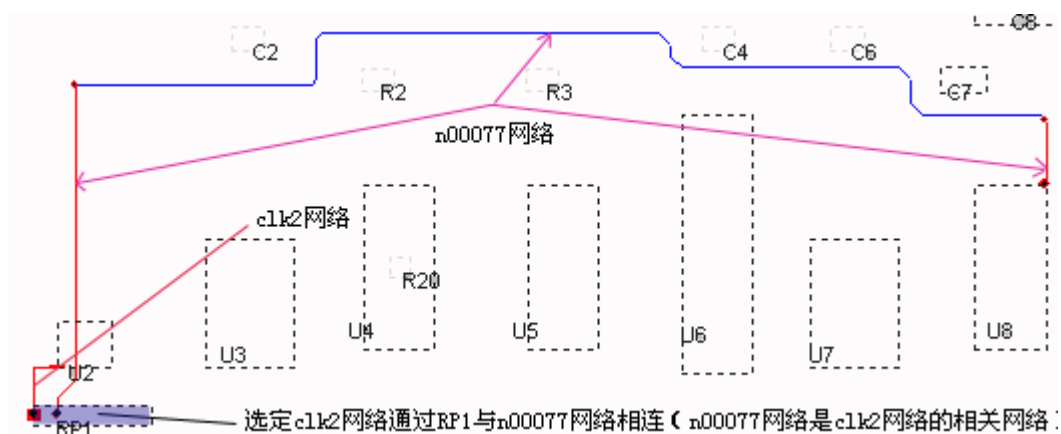 C8
C2
C4
C6
R2
R3
C7
n00077网络
clk2网络
R20
U4
U5
U6
U8
U3
U7
U2
RP1
选定clk2网络通过RP1与n00077网络相连（n00077网络是clk2网络的相关网络）